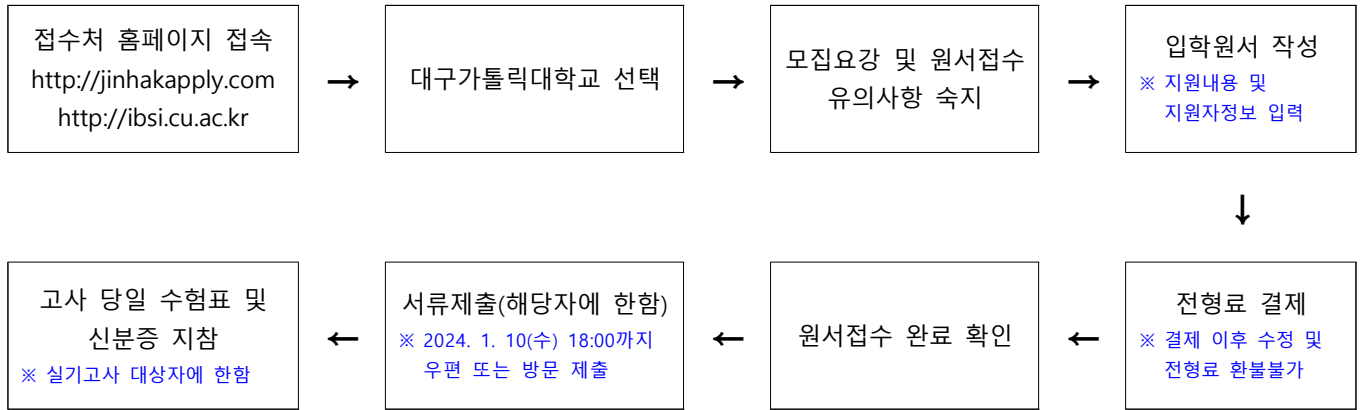 접수처 홈페이지 접속
http://jinhakapply.com
http://ibsi.cu.ac.kr
→
대구가톨릭대학교 선택
→
모집요강 및 원서접수
유의사항 숙지
→
입학원서 작성
※ 지원내용 및
지원자정보 입력
↓
전형료 결제
※ 결제 이후 수정 및
전형료 환불불가
←
원서접수 완료 확인
←
서류제출(해당자에 한함)
※ 2024. 1. 10(수) 18:00까지
우편 또는 방문 제출
←
고사 당일 수험표 및
신분증 지참
※ 실기고사 대상자에 한함